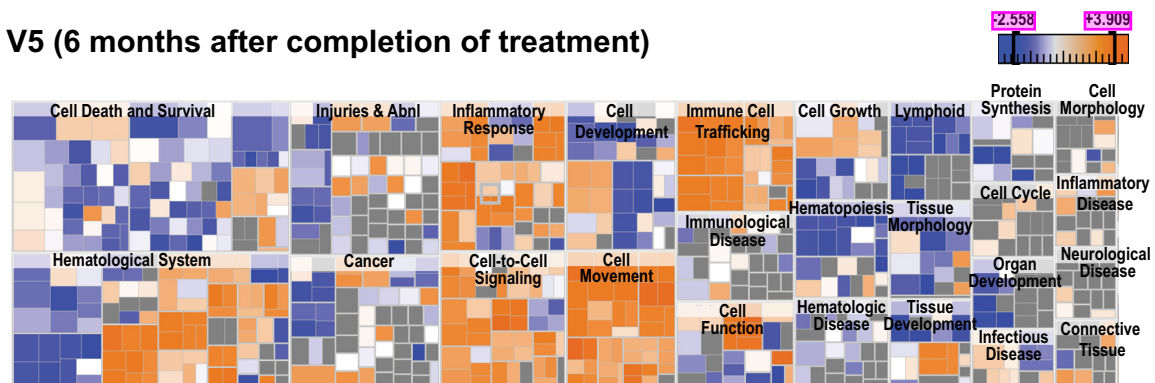 V5 (6 months after completion of treatment)
-2.558 +3.909
Cell Death and Survival
Injuries & Abnl
Inflammatory
Response
Cell
Development
Immune Cell
Trafficking
Cell Growth
Lymphoid
Protein
Synthesis
Cell
Morphology
Immunological
Disease
Hematopoiesis
Tissue
Morphology
Cell Cycle
Inflammatory
Disease
Hematological System
Cancer
Cell-to-Cell
Signaling
Cell
Movement
Cell
Function
Hematologic
Disease
Tissue
Development
Organ
Development
Neurological
Disease
Infectious
Disease
Connective
Tissue